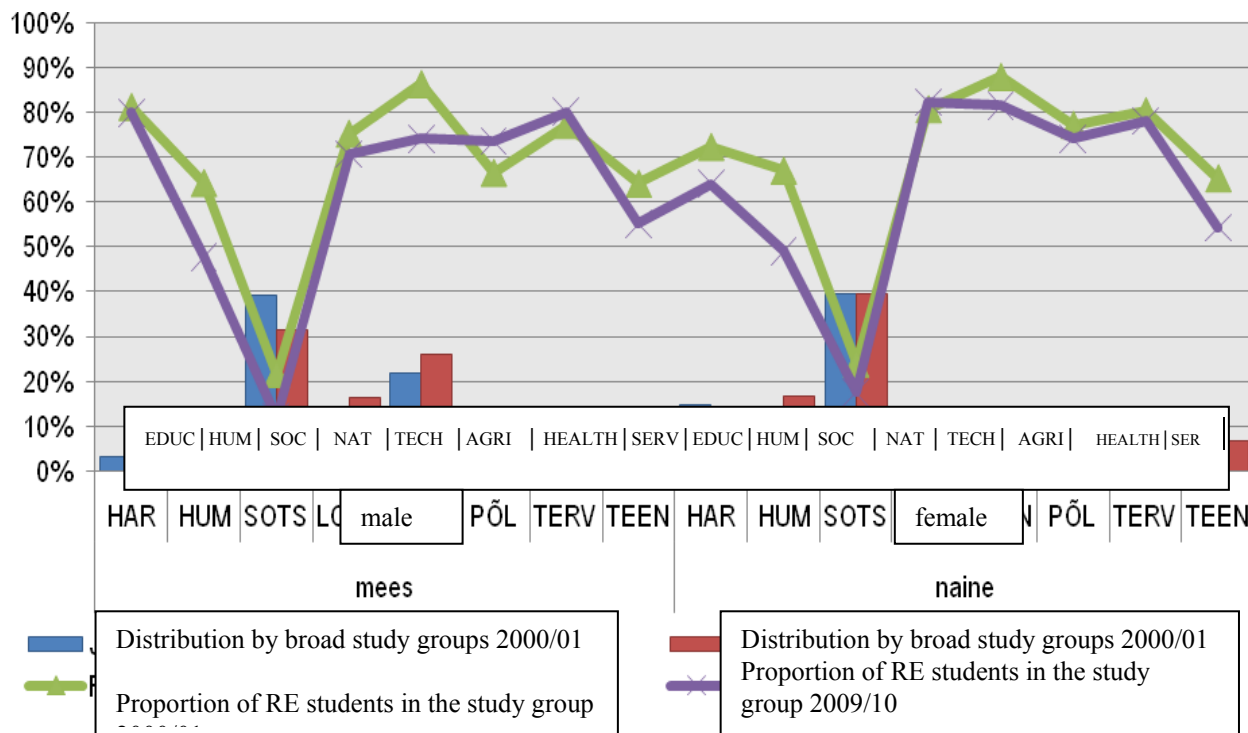 100%
90%
80%
70%
60%
50%
40%
30%
20%
10%
0%
EDUC HUM SOC NAT TECH AGRI HEALTH SERV EDUC HUM SOC NAT TECH AGRI HEALTH SER
HAR HUM SOTS male PÕL TERV TEEN HAR HUM SOTS female PÕL TERV TEEN
mees naine
Distribution by broad study groups 2000/01
Proportion of RE students in the study group
Distribution by broad study groups 2000/01
Proportion of RE students in the study
group 2009/10